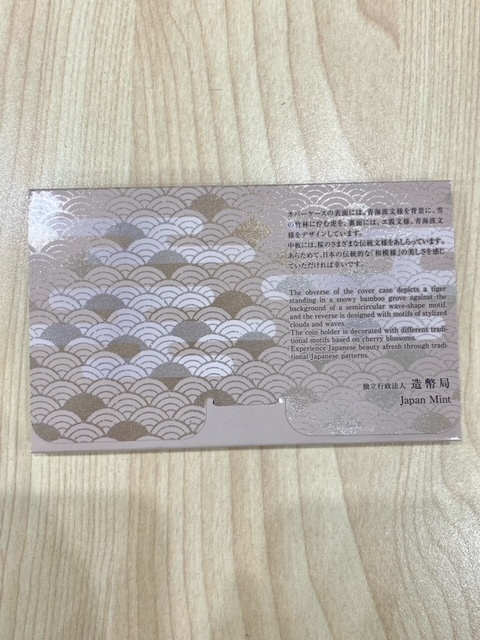 カバーケースの表面には、青海波文様を背景に、雪
の竹林に佇む虎を、裏面には、エ霞文様、青海波文
様をデザインしています。
中板には、桜のさまざまな伝統文様をあしらっています。
あらためて、日本の伝統的な「和模様」の美しさを感じ
ていただければ幸いです。
The obverse of the cover case depicts a tiger
standing in a snowy bamboo grove against the
background of a semicircular wave-shape motif,
and the reverse is designed with motifs of stylized
clouds and waves.
The coin holder is decorated with different tradi-
tional motifs based on cherry blossoms.
Experience Japanese beauty afresh through tradi-
tional Japanese patterns.
独立行政法人 造幣局
Japan Mint